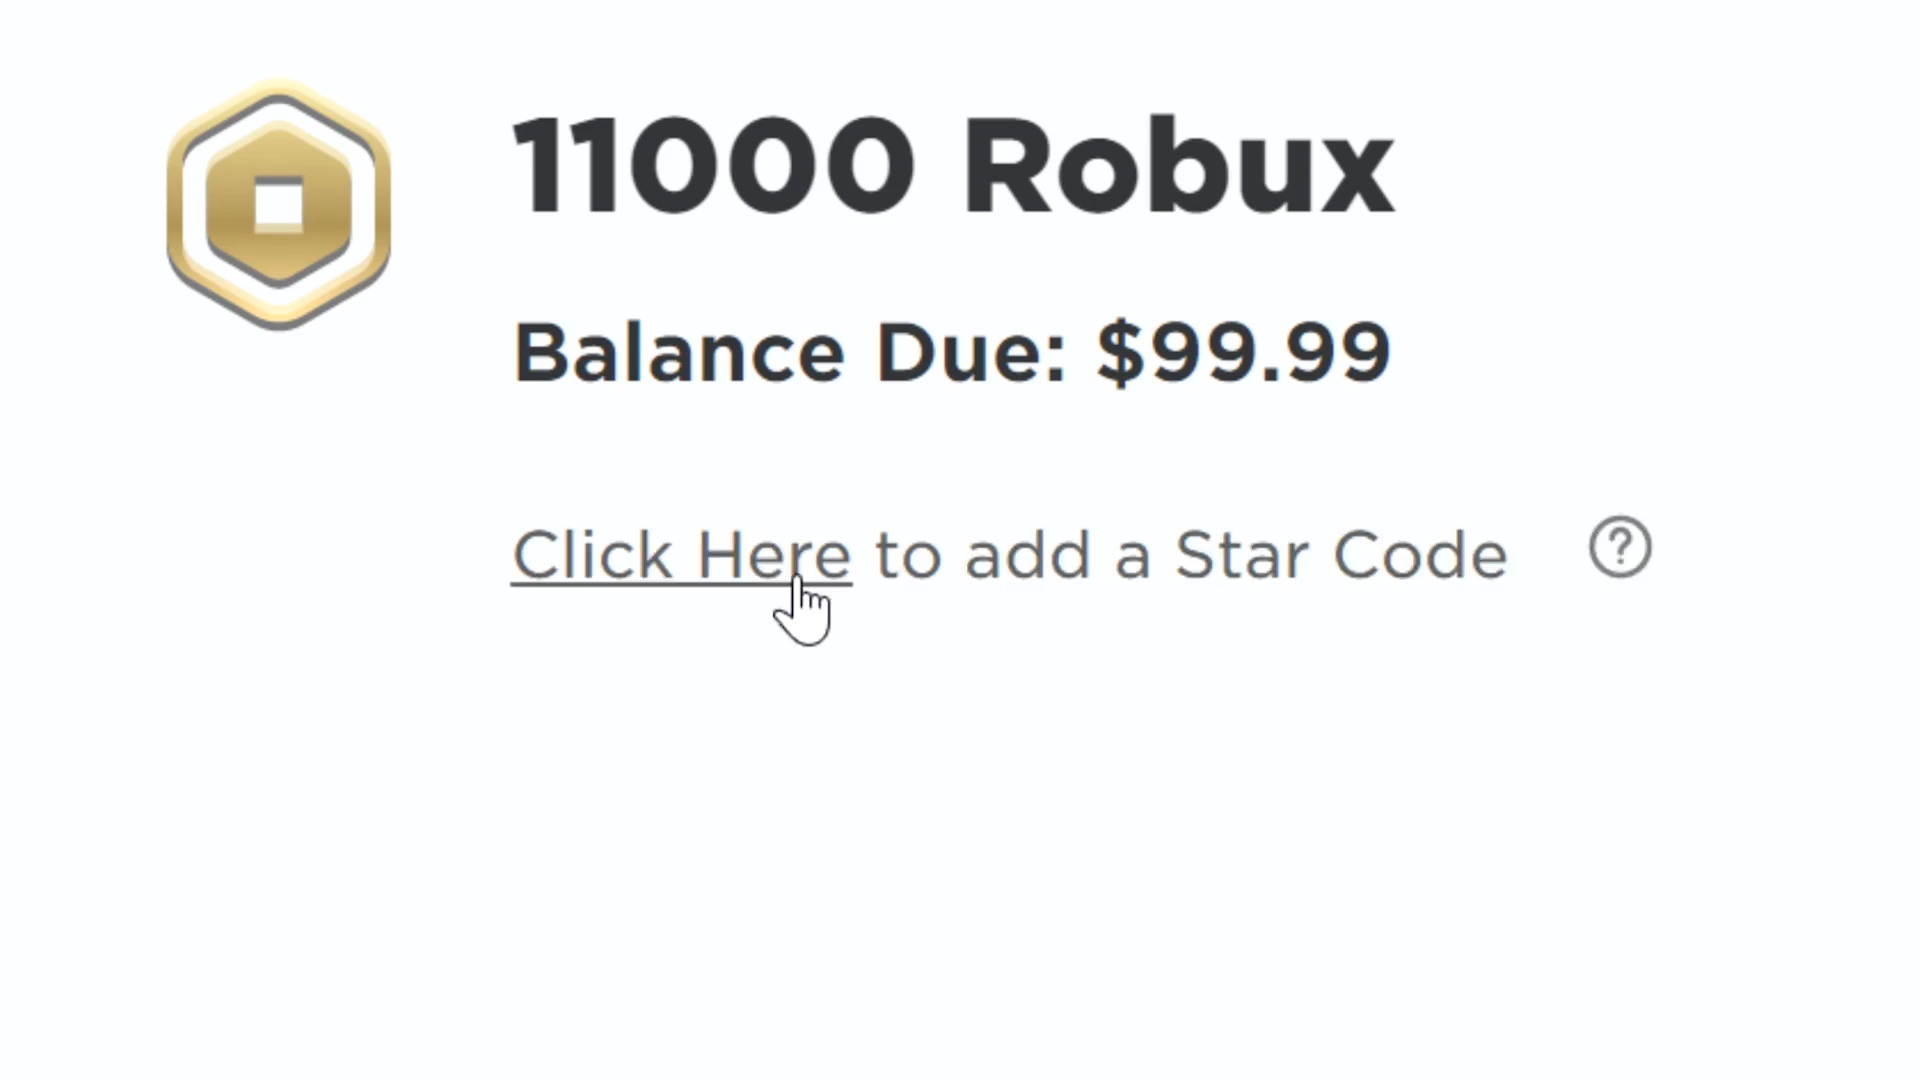 11000 Robux
Balance Due: $99.99
Click Here to add a Star Code ?